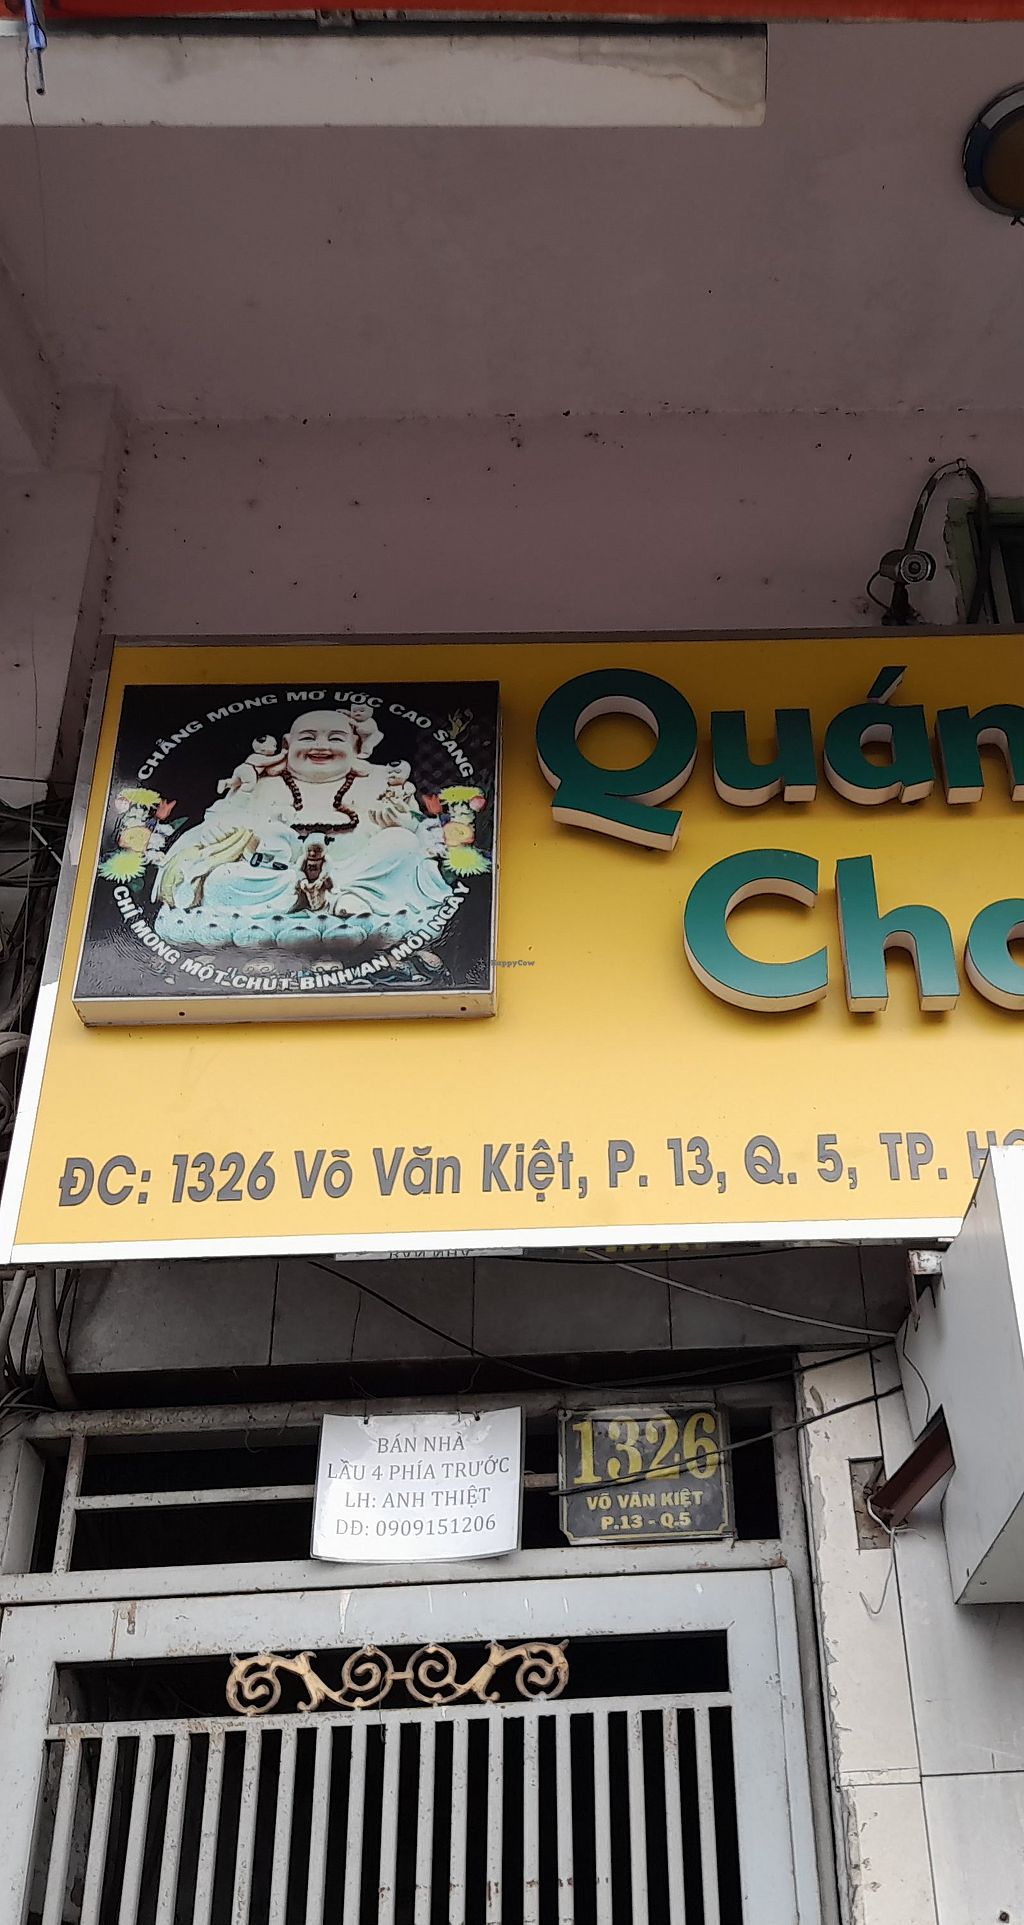 CHẲNG MONG MƠ ƯỚC CAO SANG
CHỈ MONG MỘT CHÚT BÌNH AN MỖI NGÀY
Quán
HappyCow
ĐC: 1326 Võ Văn Kiệt, P. 13, Q. 5, TP.
BÁN NHÀ
LẦU 4 PHÍA TRƯỚC
LH: ANH THIỆT
DĐ: 0909151206
1326
VÕ VĂN KIỆT
P.13 - Q.5